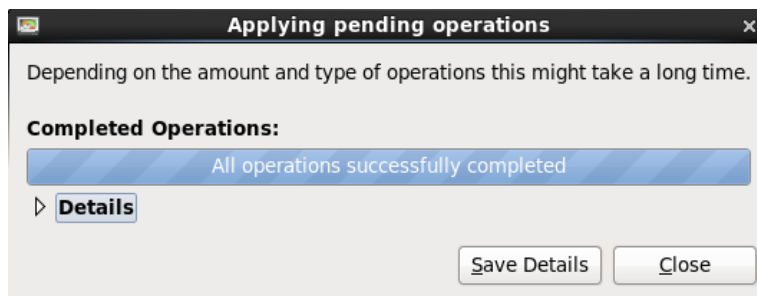 Applying pending operations
Depending on the amount and type of operations this might take a long time.
Completed Operations:
All operations successfully completed
Details
Save Details
Close